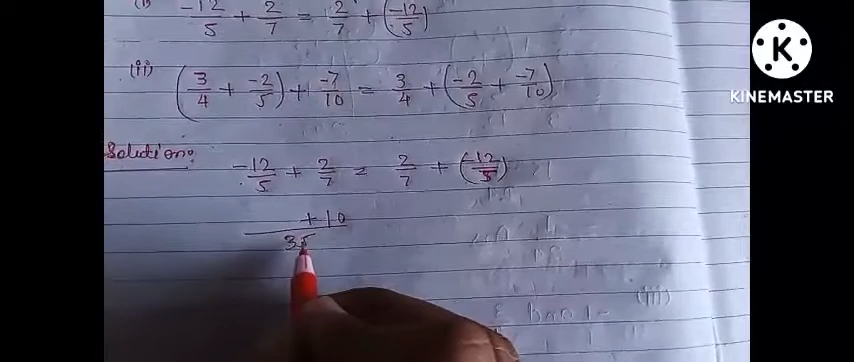 (i) -12/5 + 2/7 = 2/7 + (-12/5)
(ii) (3/4 + -2/5) + -7/10 = 3/4 + (-2/5 + -7/10)
KINEMASTER
Solution:
-12/5 + 2/7 = 2/7 + (-12/5)
+ 10
35
(iii)